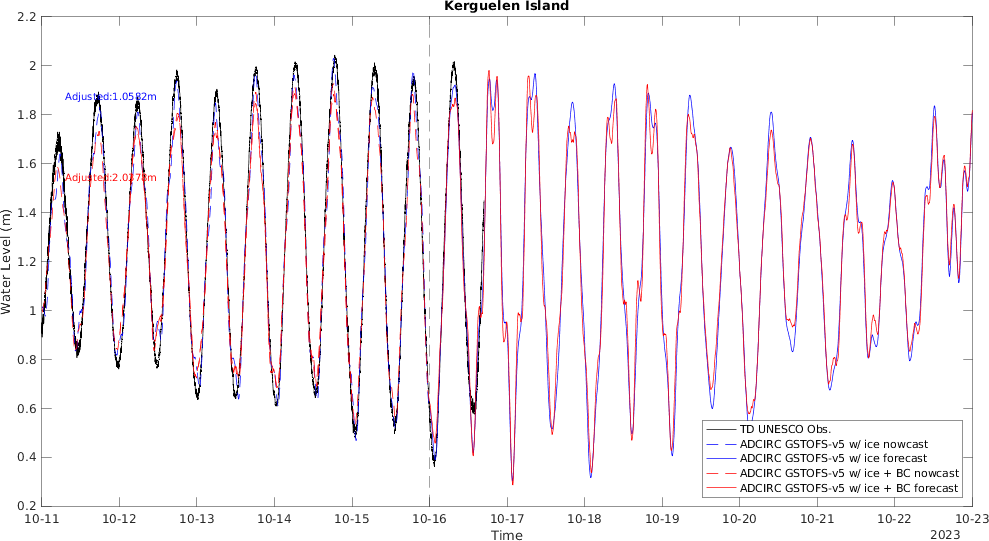 Kerguelen Island
2.2
2
1.8
1.6
1.4
1.2
1
0.8
0.6
0.4
0.2
Water Level (m)
Adjusted:1.0582m
Adjusted:2.0278m
TD UNESCO Obs.
ADCIRC GSTOFS-v5 w/ ice nowcast
ADCIRC GSTOFS-v5 w/ ice forecast
ADCIRC GSTOFS-v5 w/ ice + BC nowcast
ADCIRC GSTOFS-v5 w/ ice + BC forecast
10-11 10-12 10-13 10-14 10-15 10-16 10-17 10-18 10-19 10-20 10-21 10-22 10-23
2023
Time